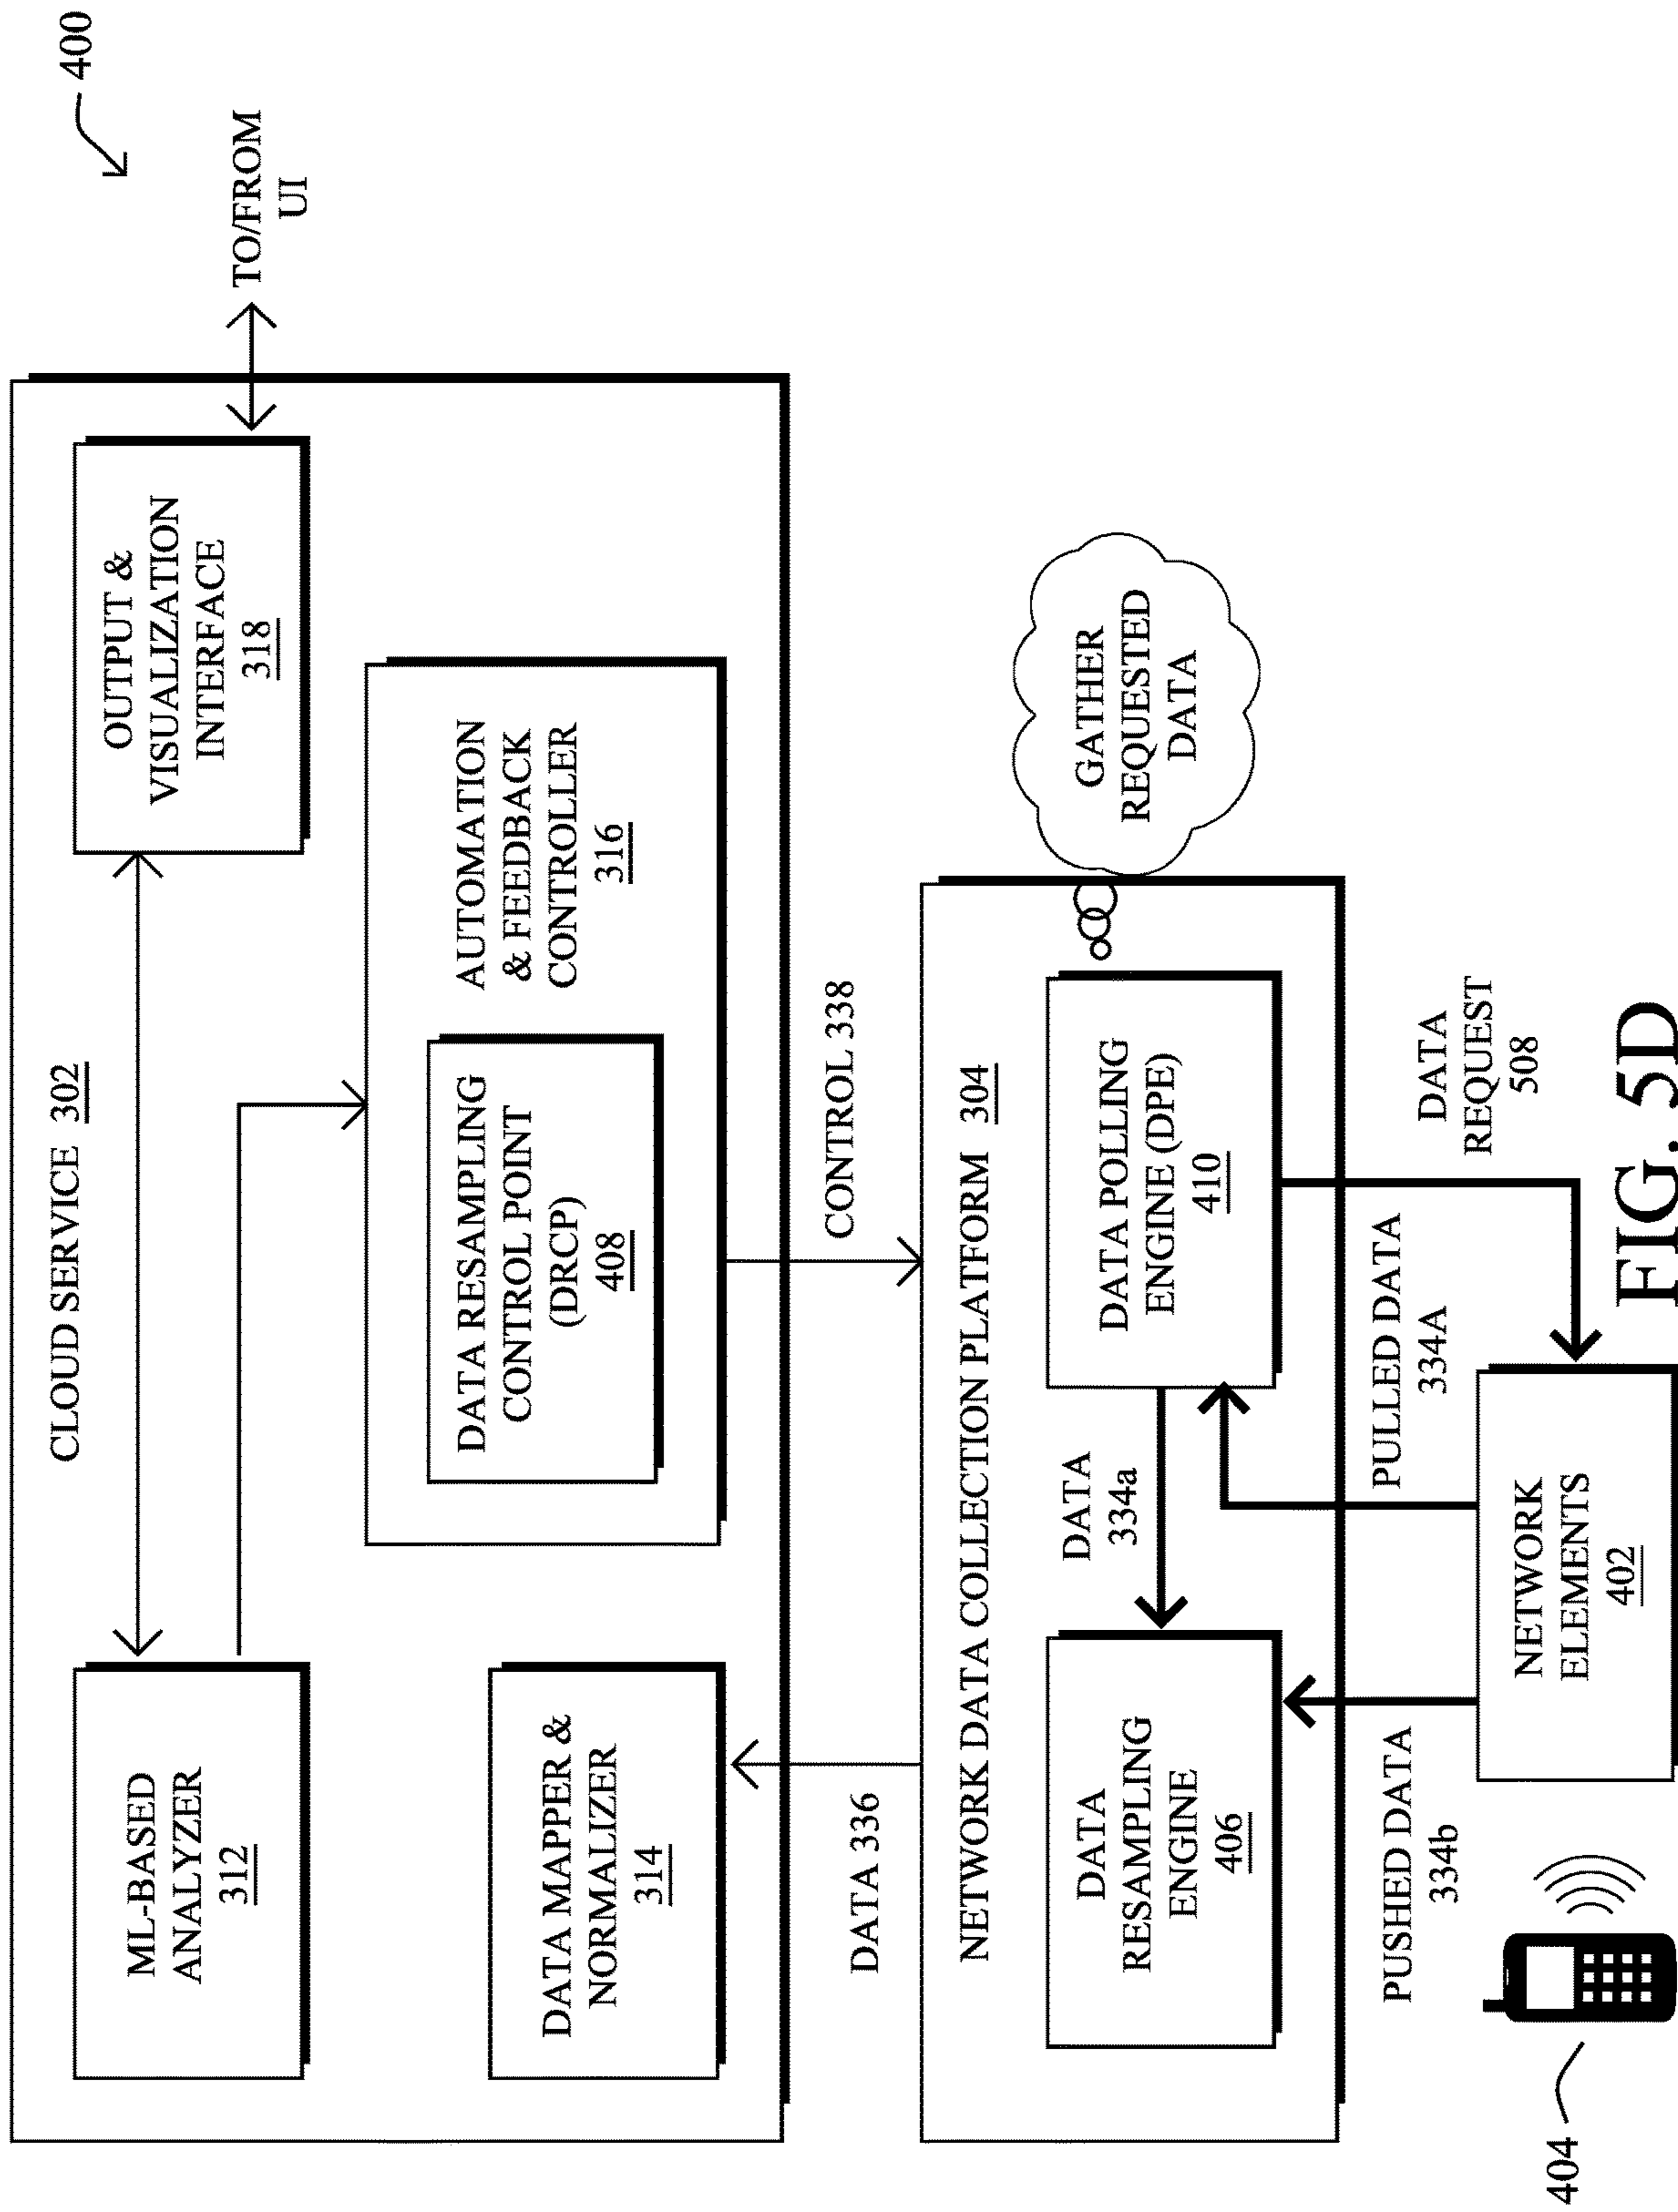 400
TO/FROM
UI
CLOUD SERVICE 302
ML-BASED
ANALYZER
312
OUTPUT &
VISUALIZATION
INTERFACE
318
DATA MAPPER &
NORMALIZER
314
DATA RESAMPLING
CONTROL POINT
(DRCP)
408
AUTOMATION
& FEEDBACK
CONTROLLER
316
DATA 336
CONTROL 338
NETWORK DATA COLLECTION PLATFORM 304
DATA
RESAMPLING
ENGINE
406
DATA
334a
DATA POLLING
ENGINE (DPE)
410
GATHER
REQUESTED
DATA
PUSHED DATA
334b
PULLED DATA
334A
DATA
REQUEST
508
404
NETWORK
ELEMENTS
402
FIG. 5D